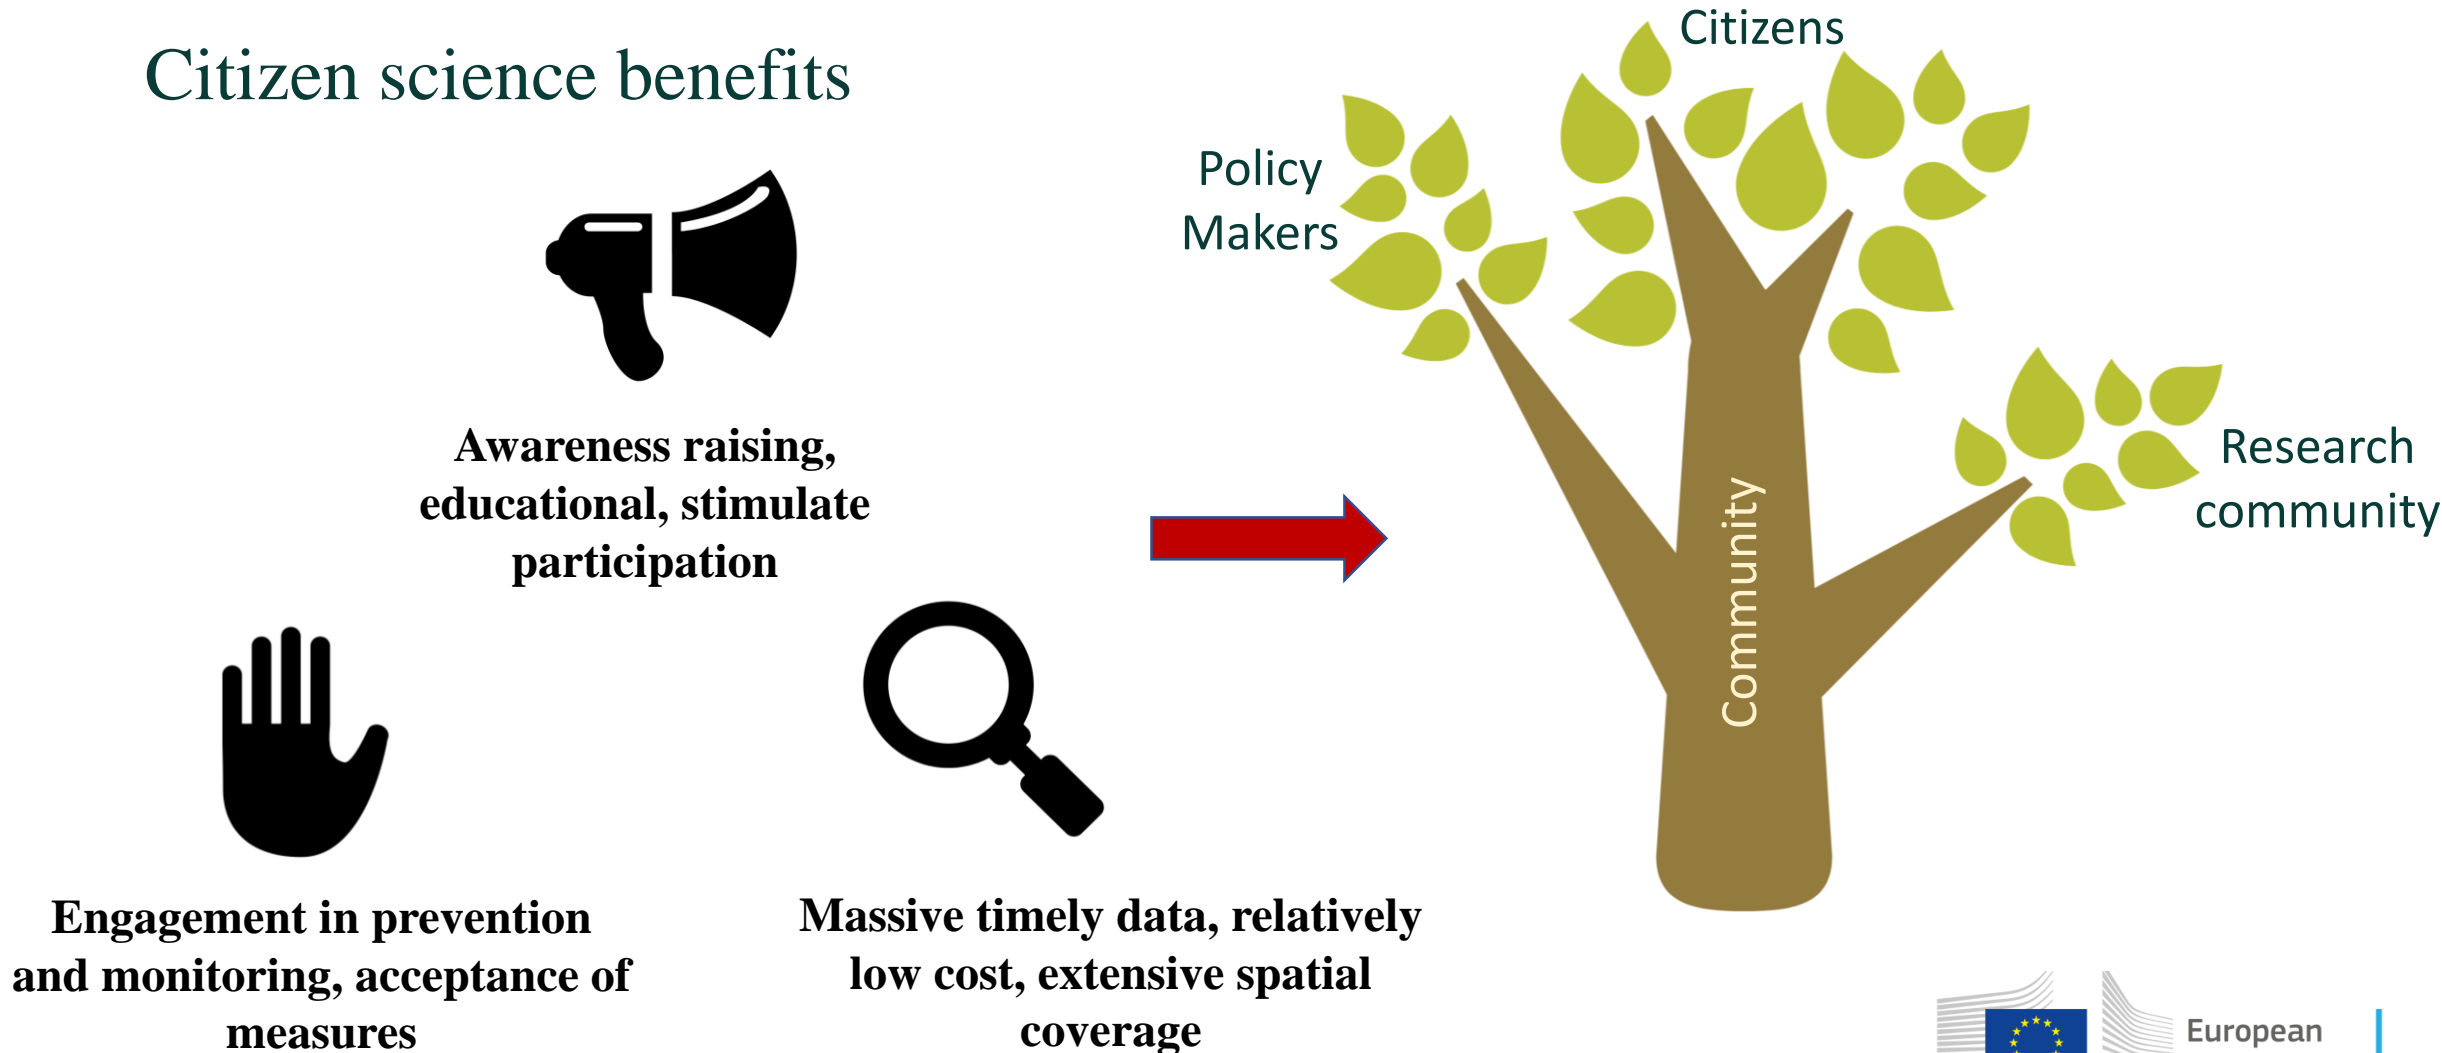 Citizen science benefits
Awareness raising,
educational, stimulate
participation
Engagement in prevention
and monitoring, acceptance of
measures
Massive timely data, relatively
low cost, extensive spatial
coverage
Citizens
Policy
Makers
Research
community
Community
European